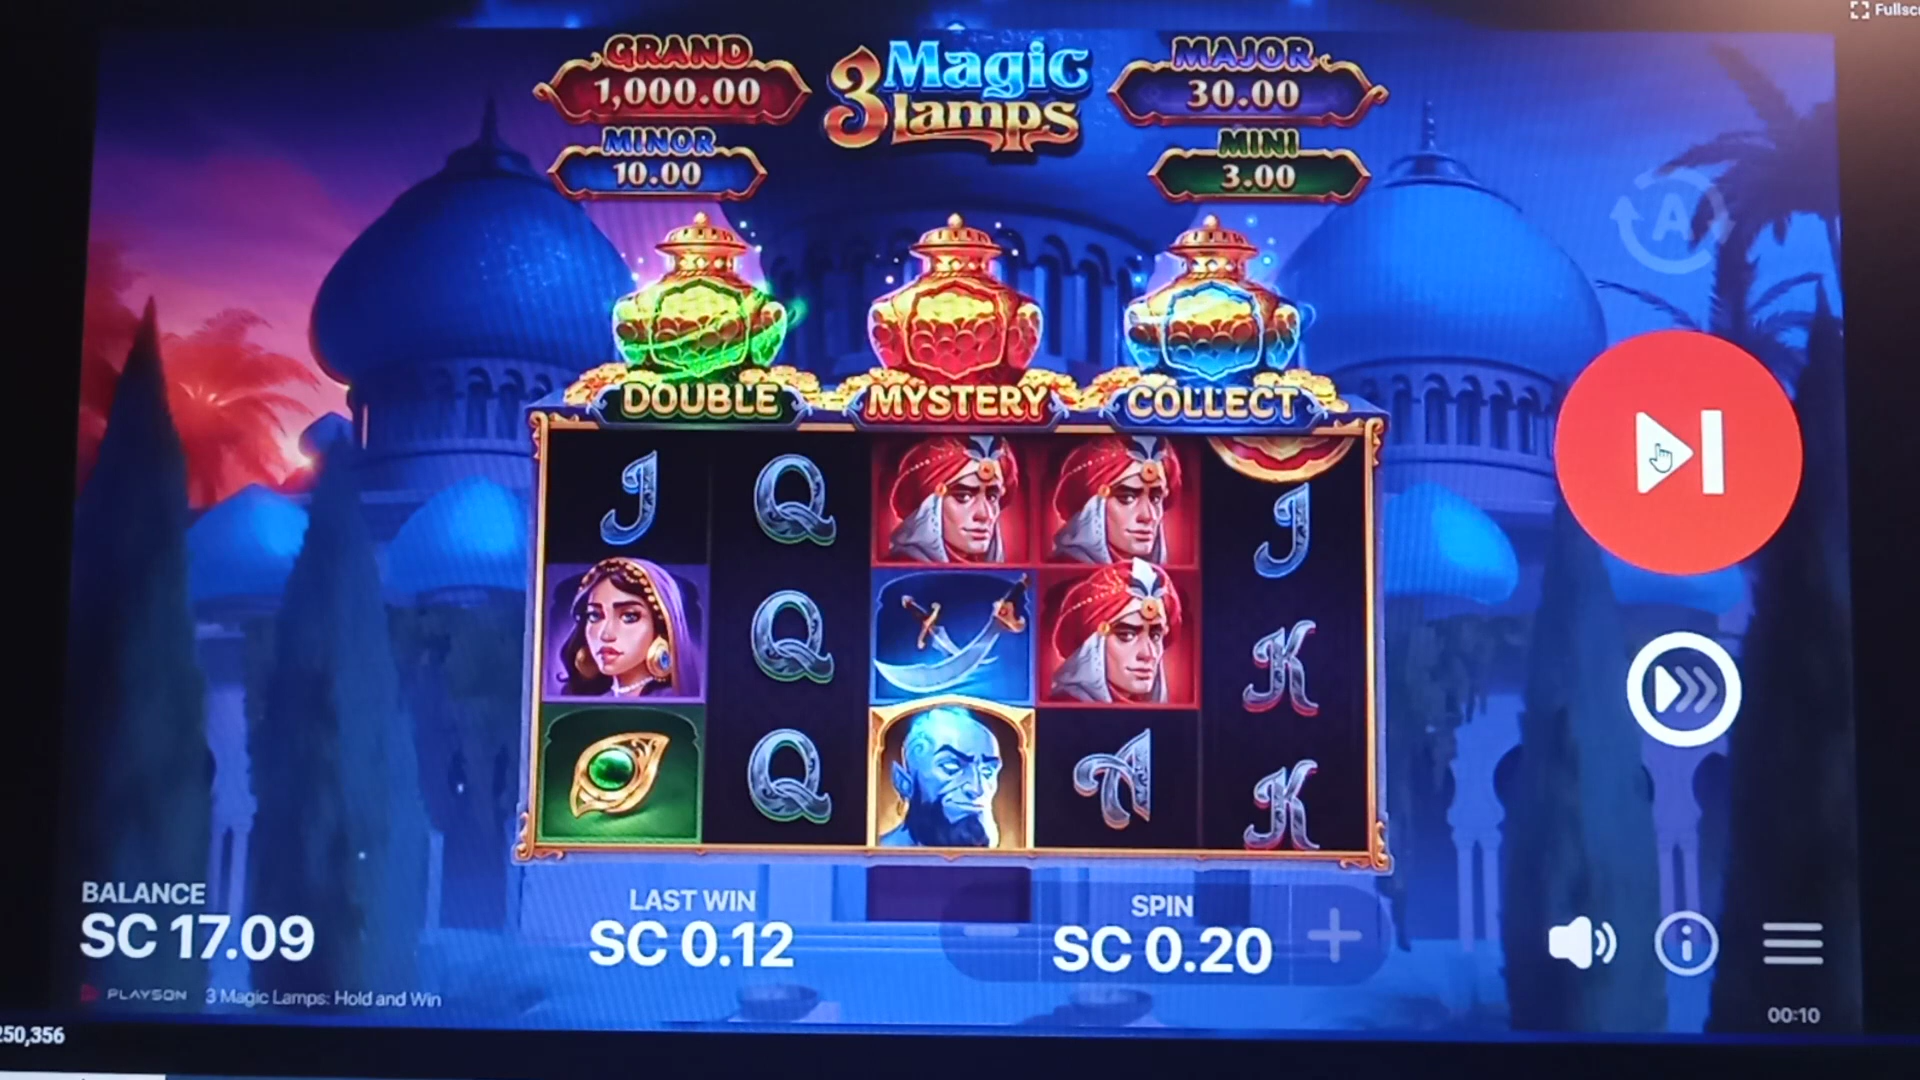 Fullscr
GRAND
1,000.00
3 Magic Lamps
MAJOR
30.00
MINOR
10.00
MINI
3.00
A
DOUBLE
MYSTERY
COLLECT
J Q J
Q K
Q A K
BALANCE
SC 17.09
LAST WIN
SC 0.12
SPIN
SC 0.20
PLAYSON 3 Magic Lamps: Hold and Win
00:10
250,356